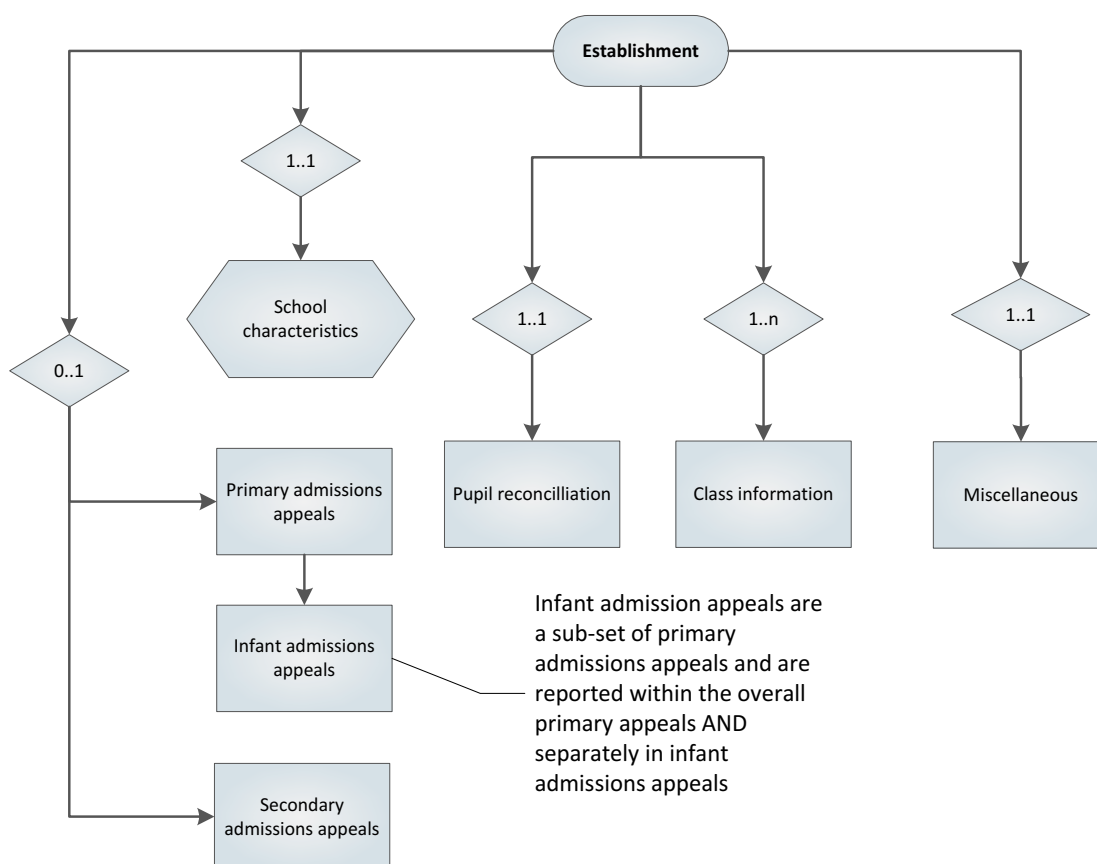 Establishment
1..1
School
characteristics
1..1
1..n
1..1
0..1
Primary admissions
appeals
Pupil reconcilliation
Class information
Miscellaneous
Infant admissions
appeals
Infant admission appeals are
a sub-set of primary
admissions appeals and are
reported within the overall
primary appeals AND
separately in infant
admissions appeals
Secondary
admissions appeals